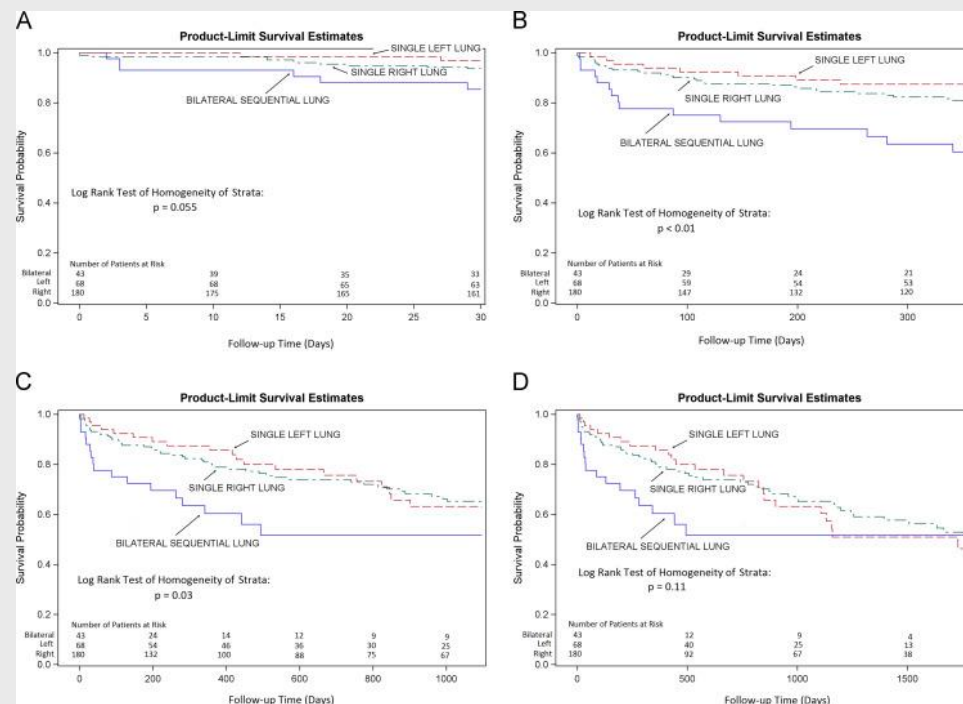 A
Product-Limit Survival Estimates
1.0
0.8
0.6
0.4
0.2
0.0
Survival Probability
SINGLE LEFT LUNG
SINGLE RIGHT LUNG
BILATERAL SEQUENTIAL LUNG
Log Rank Test of Homogeneity of Strata:
p = 0.055
Number of Patients at Risk
Bilateral 43 39 35 33
Left 68 68 65 63
Right 180 175 165 161
0 5 10 15 20 25 30
Follow-up Time (Days)
B
Product-Limit Survival Estimates
1.0
0.8
0.6
0.4
0.2
0.0
Survival Probability
SINGLE LEFT LUNG
SINGLE RIGHT LUNG
BILATERAL SEQUENTIAL LUNG
Log Rank Test of Homogeneity of Strata:
p < 0.01
Number of Patients at Risk
Bilateral 43 29 24 21
Left 68 59 54 53
Right 180 147 132 120
0 100 200 300
Follow-up Time (Days)
C
Product-Limit Survival Estimates
1.0
0.8
0.6
0.4
0.2
0.0
Survival Probability
SINGLE LEFT LUNG
SINGLE RIGHT LUNG
BILATERAL SEQUENTIAL LUNG
Log Rank Test of Homogeneity of Strata:
p = 0.03
Number of Patients at Risk
Bilateral 43 24 14 12 9 9
Left 68 54 46 36 30 25
Right 180 132 100 88 75 67
0 200 400 600 800 1000
Follow-up Time (Days)
D
Product-Limit Survival Estimates
1.0
0.8
0.6
0.4
0.2
0.0
Survival Probability
SINGLE LEFT LUNG
SINGLE RIGHT LUNG
BILATERAL SEQUENTIAL LUNG
Log Rank Test of Homogeneity of Strata:
p = 0.11
Number of Patients at Risk
Bilateral 43 12 9 4
Left 68 40 25 13
Right 180 92 67 38
0 500 1000 1500
Follow-up Time (Days)